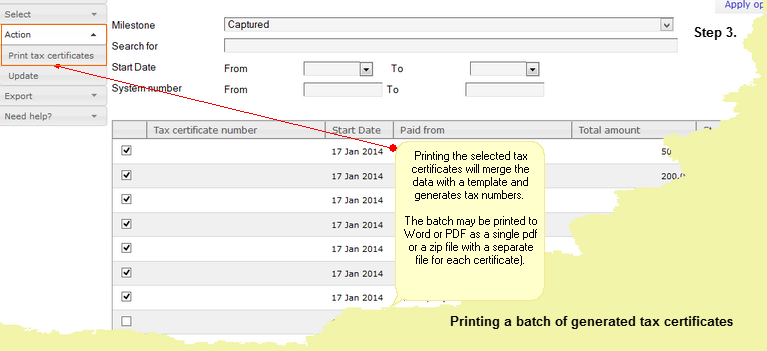 Apply op
Select
Action
Print tax certificates
Update
Export
Need help?
Milestone Captured
Search for
Start Date From To
System number From To
Step 3.
Tax certificate number Start Date Paid from Total amount
17 Jan 2014 50
17 Jan 2014 200.0
17 Jan 2014
17 Jan 2014
17 Jan 2014
17 Jan 2014
17 Jan 2014
Printing the selected tax
certificates will merge the
data with a template and
generates tax numbers.
The batch may be printed to
Word or PDF as a single pdf
or a zip file with a separate
file for each certificate).
Printing a batch of generated tax certificates